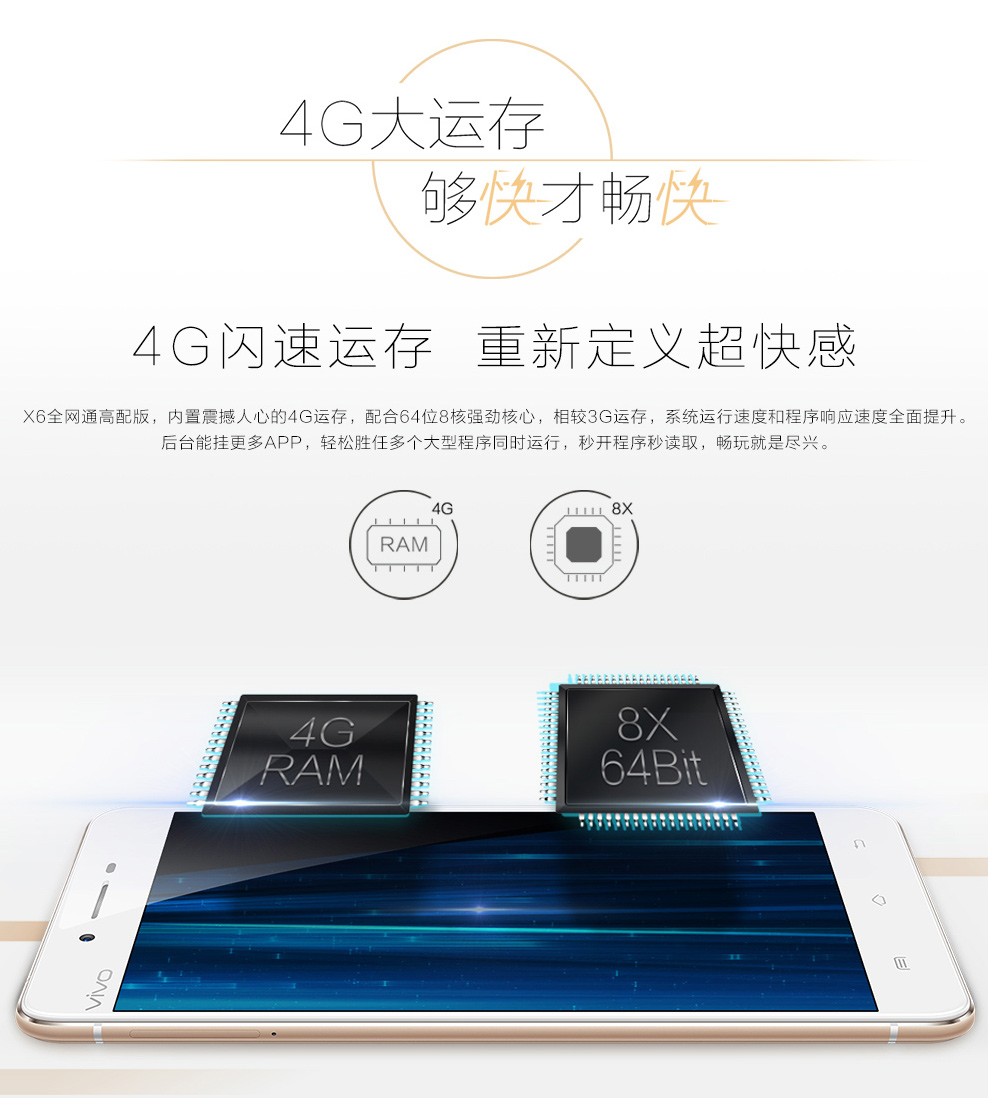 4G大运存
够快才畅快
4G闪速运存 重新定义超快感
X6全网通高配版，内置震撼人心的4G运存，配合64位8核强劲核心，相较3G运存，系统运行速度和程序响应速度全面提升。
后台能挂更多APP，轻松胜任多个大型程序同时运行，秒开程序秒读取，畅玩就是尽兴。
4G
RAM
8X
4G
RAM
8X
64Bit
vivo